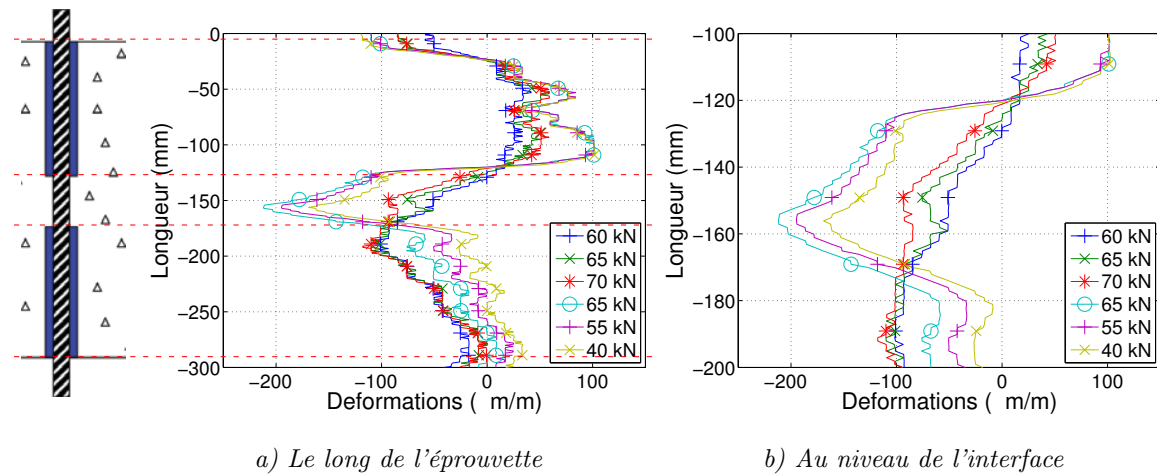 0
−50
−100
−150
−200
−250
−300
−200
−100
0
100
Longueur (mm)
Deformations (   m/m)
60 kN
65 kN
70 kN
65 kN
55 kN
40 kN
−100
−120
−140
−160
−180
−200
−200
−100
0
100
Longueur (mm)
Deformations (   m/m)
60 kN
65 kN
70 kN
65 kN
55 kN
40 kN
a) Le long de l'éprouvette
b) Au niveau de l'interface